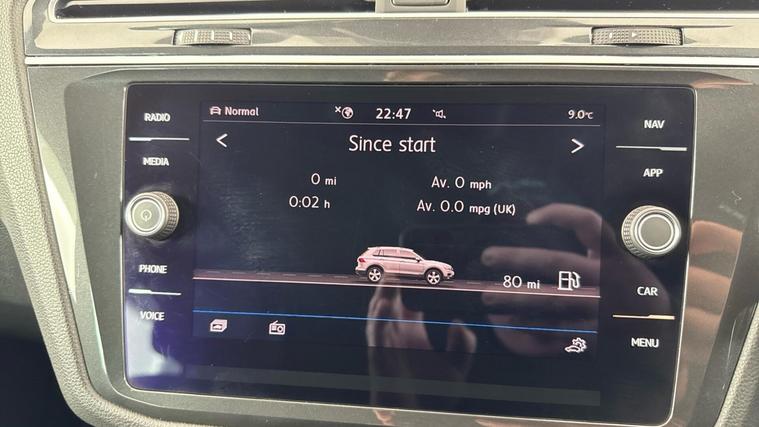 RADIO
MEDIA
PHONE
VOICE
Normal
22:47
9.0°C
Since start
0 mi
Av. 0 mph
0:02 h
Av. 0.0 mpg (UK)
80 mi
NAV
APP
CAR
MENU